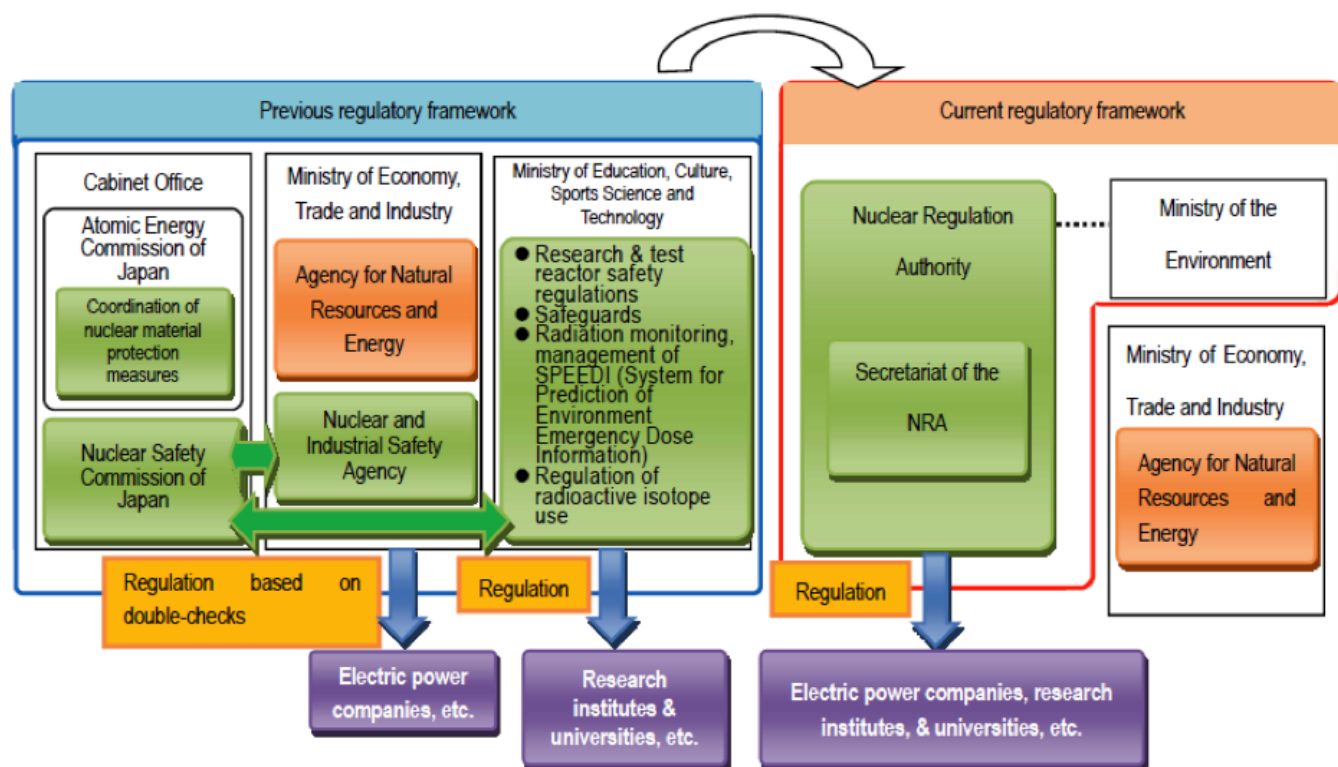 Previous regulatory framework
Cabinet Office
Atomic Energy
Commission of
Japan
Coordination of
nuclear material
protection
measures
Nuclear Safety
Commission of
Japan
Ministry of Economy,
Trade and Industry
Agency for Natural
Resources and
Energy
Nuclear and
Industrial Safety
Agency
Ministry of Education, Culture,
Sports Science and
Technology
● Research & test
reactor safety
regulations
● Safeguards
● Radiation monitoring,
management of
SPEEDI (System for
Prediction of
Environment
Emergency Dose
Information)
● Regulation of
radioactive isotope
use
Regulation based on
double-checks
Regulation
Electric power
companies, etc.
Research
institutes &
universities, etc.
Current regulatory framework
Nuclear Regulation
Authority
Secretariat of the
NRA
Ministry of the
Environment
Ministry of Economy,
Trade and Industry
Agency for Natural
Resources and
Energy
Regulation
Electric power companies, research
institutes, & universities, etc.